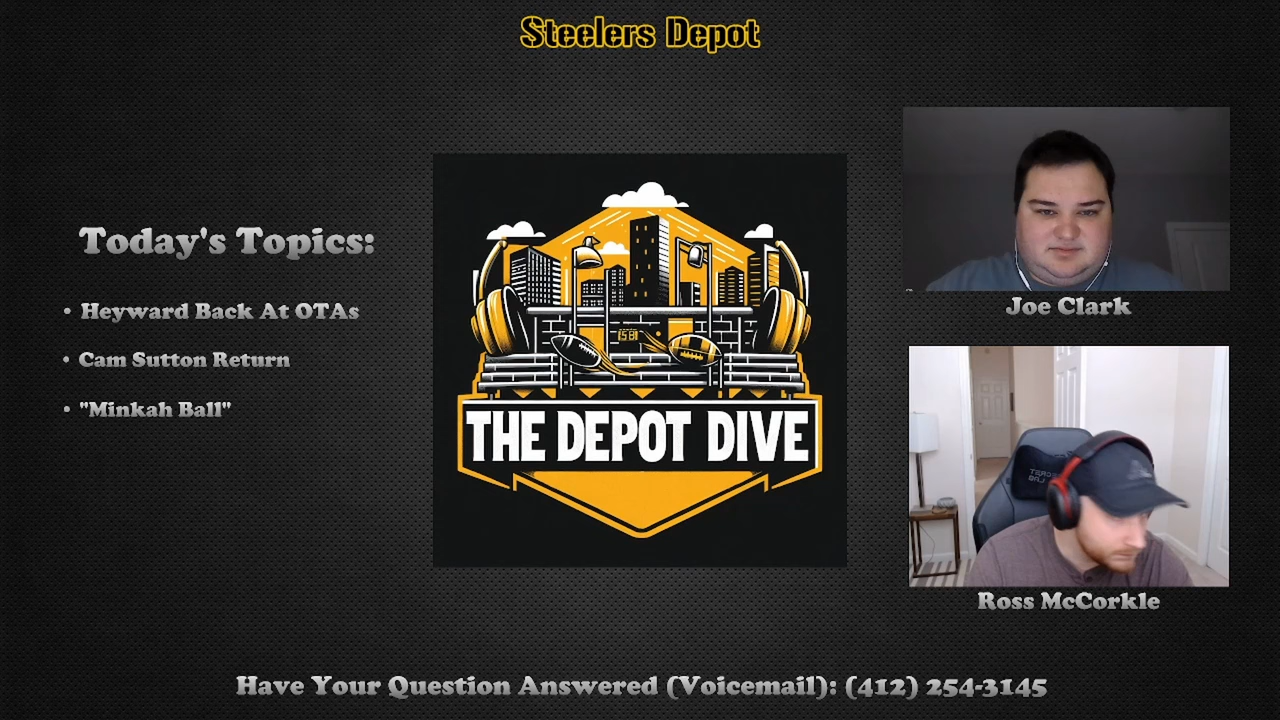 Steelers Depot
Today's Topics:
• Heyward Back At OTAs
• Cam Sutton Return
• "Minkah Ball"
THE DEPOT DIVE
Joe Clark
Ross McCorkle
Have Your Question Answered (Voicemail): (412) 254-3145